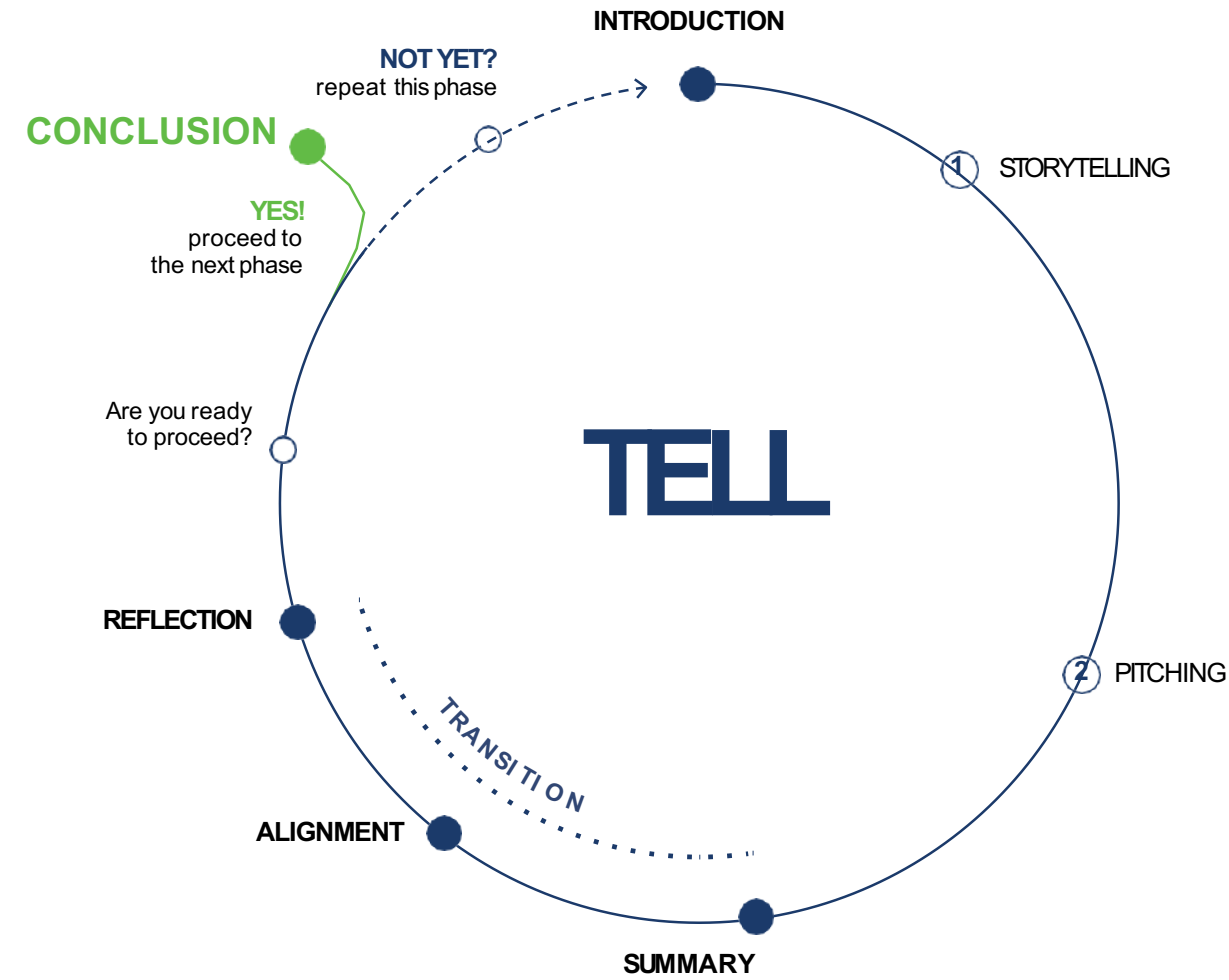 INTRODUCTION
NOT YET?
repeat this phase
CONCLUSION
1 STORYTELLING
YES!
proceed to
the next phase
Are you ready
to proceed?
TELL
REFLECTION
2 PITCHING
TRANSITION
ALIGNMENT
SUMMARY